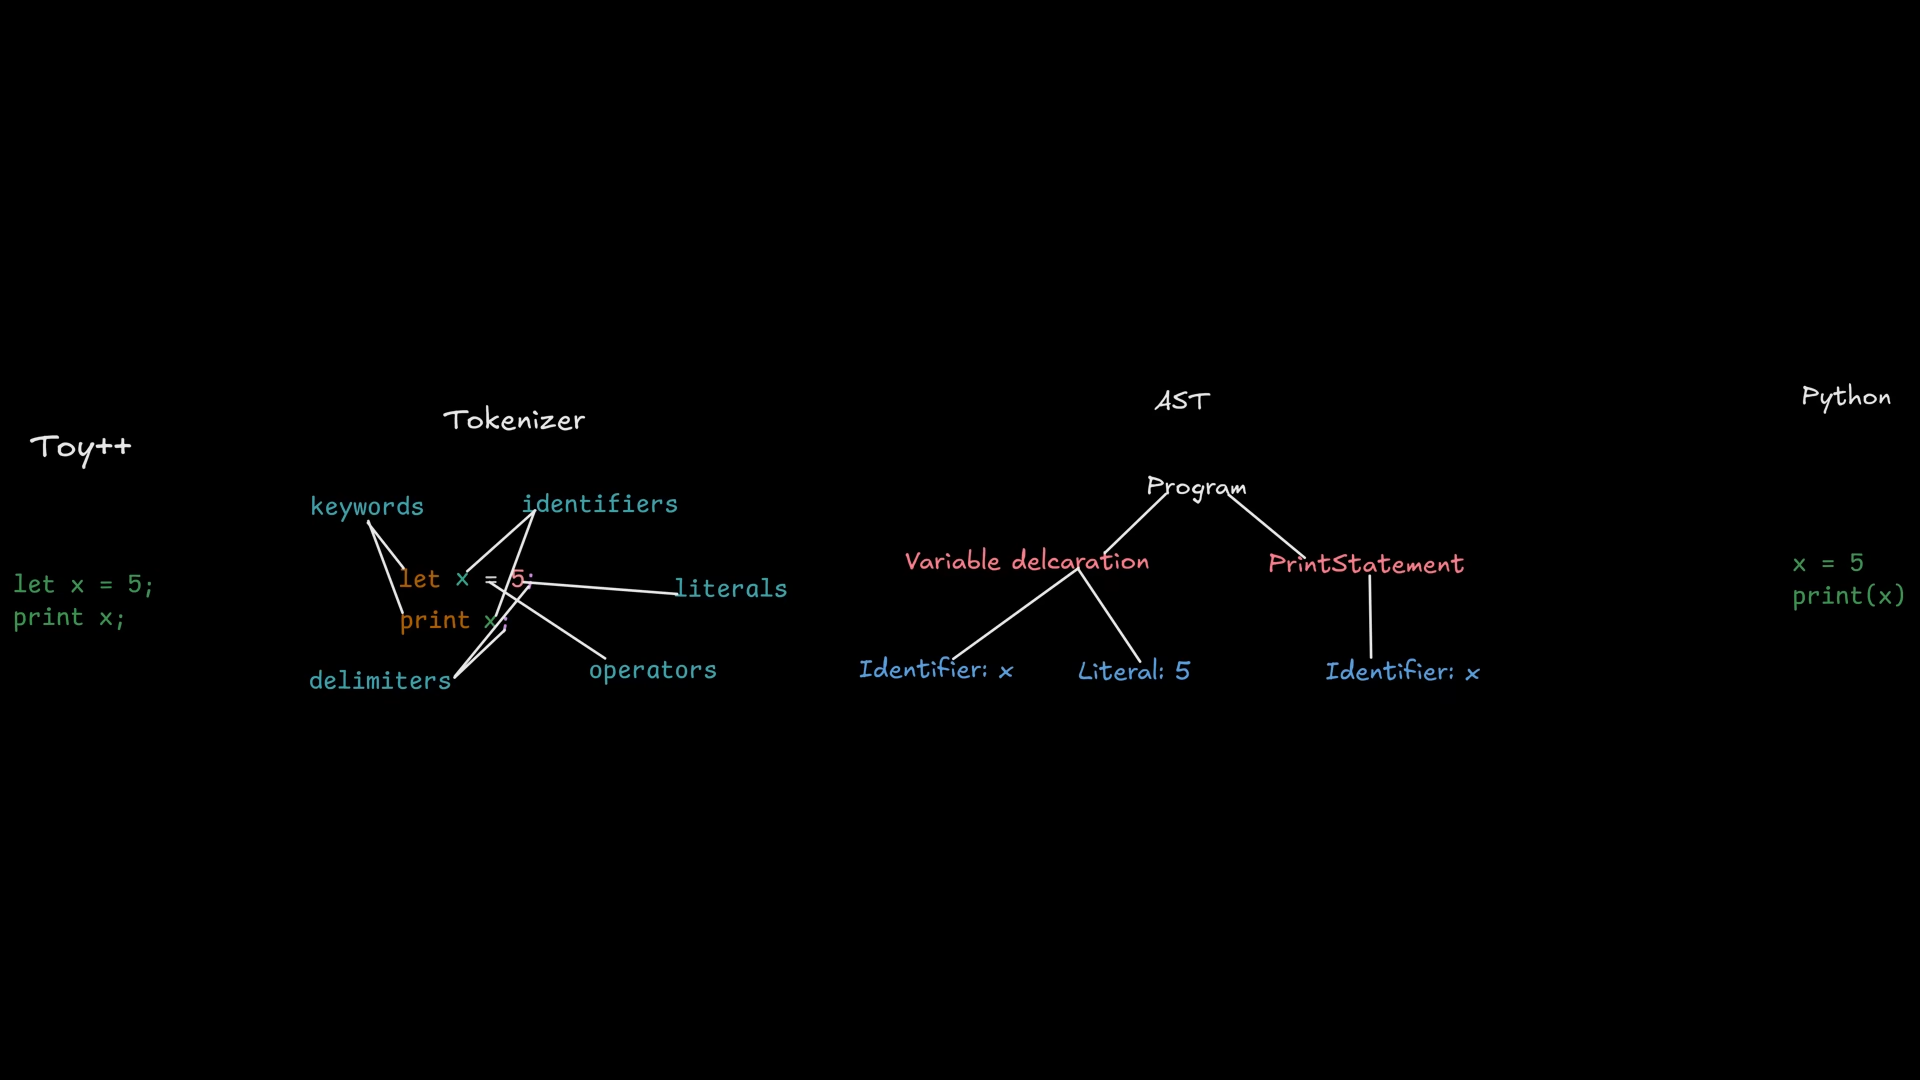 Toy++
let x = 5;
print x;
Tokenizer
keywords
identifiers
let x = 5;
literals
print x;
operators
delimiters
AST
Program
Variable delcaration
PrintStatement
Identifier: x
Literal: 5
Identifier: x
Python
x = 5
print(x)